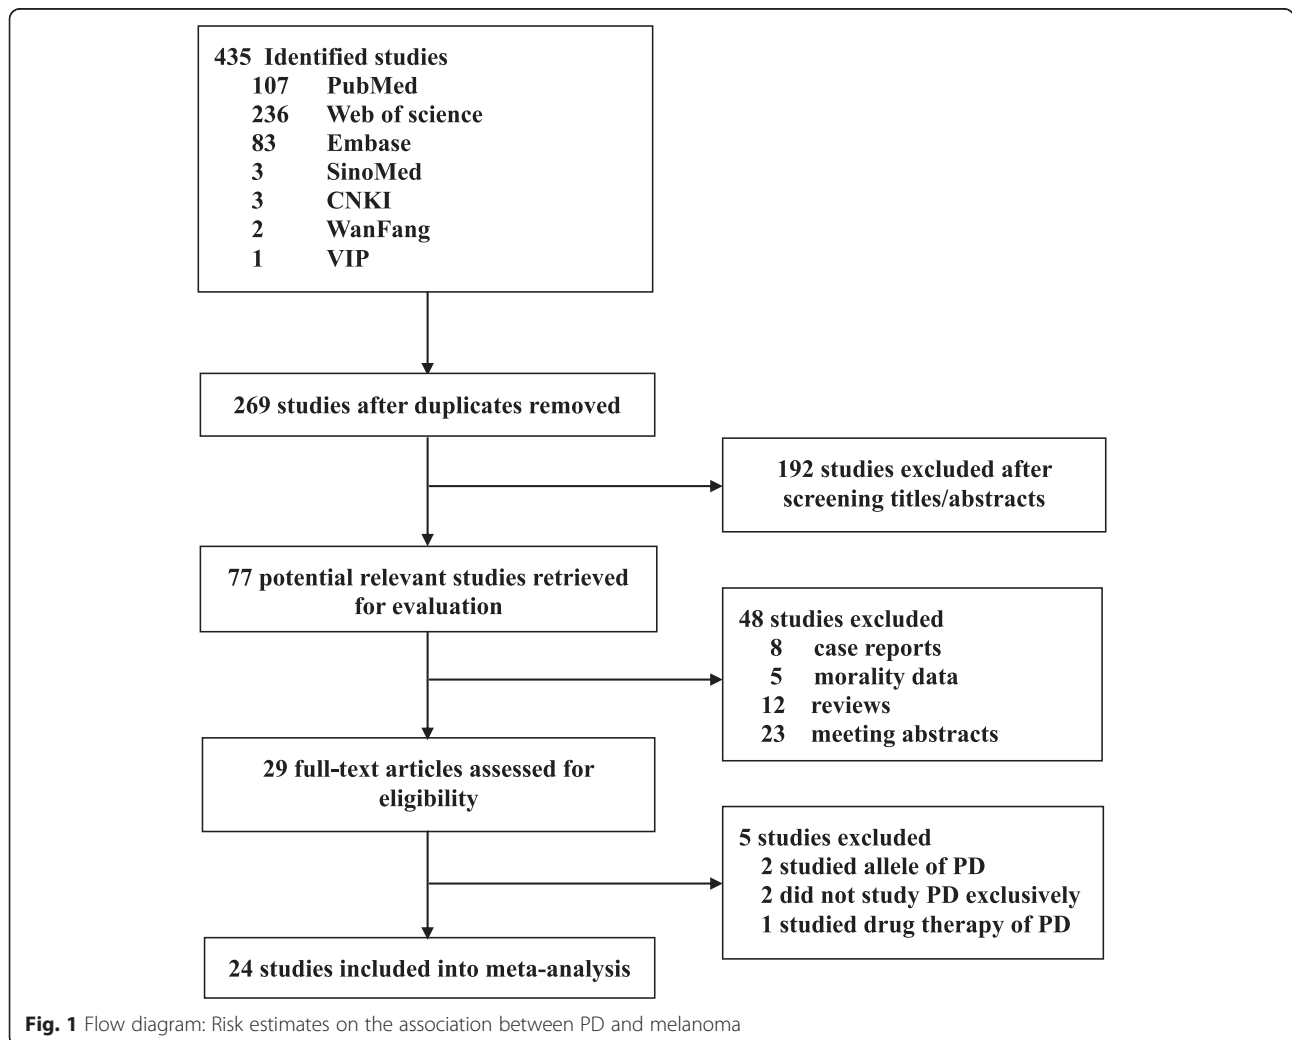 435 Identified studies
107 PubMed
236 Web of science
83 Embase
3 SinoMed
3 CNKI
2 WanFang
1 VIP
269 studies after duplicates removed
192 studies excluded after
screening titles/abstracts
77 potential relevant studies retrieved
for evaluation
48 studies excluded
8 case reports
5 morality data
12 reviews
23 meeting abstracts
29 full-text articles assessed for
eligibility
5 studies excluded
2 studied allele of PD
2 did not study PD exclusively
1 studied drug therapy of PD
24 studies included into meta-analysis
Fig. 1 Flow diagram: Risk estimates on the association between PD and melanoma